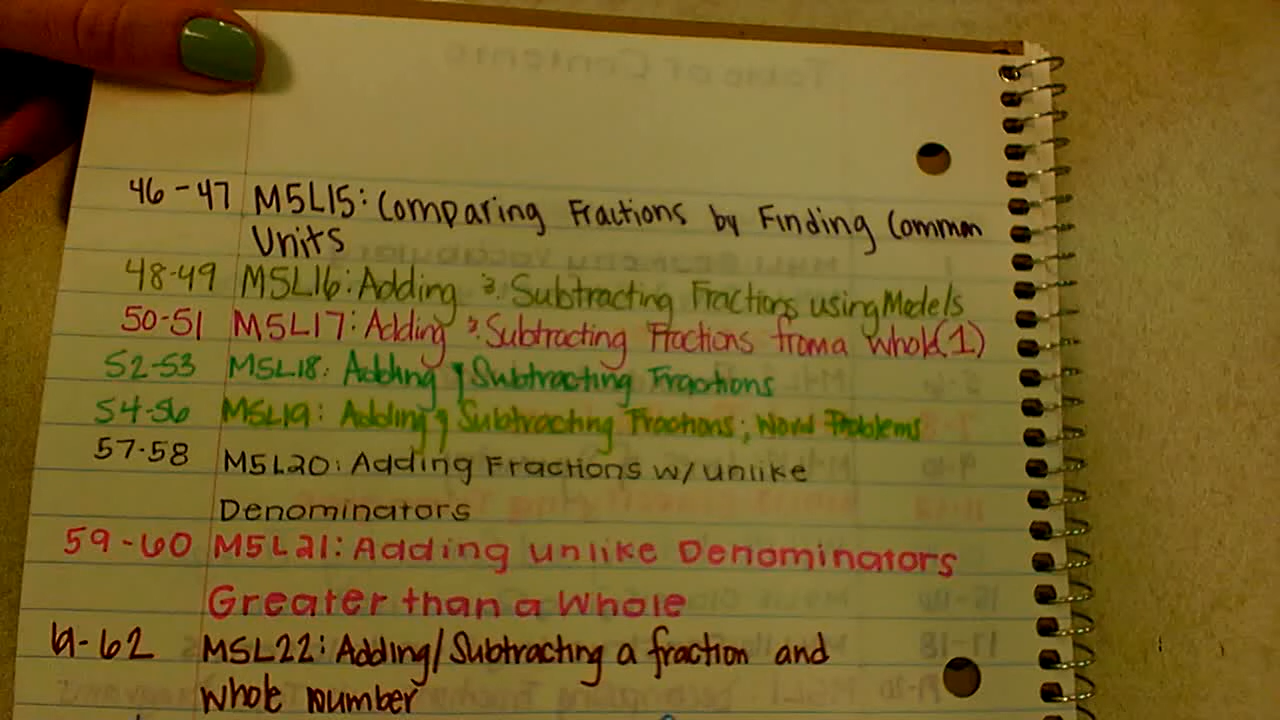 46-47 M5L15: Comparing Fractions by Finding Common
Units
48-49 M5L16: Adding & Subtracting Fractions using Models
50-51 M5L17: Adding & Subtracting Fractions from a whole(1)
52-53 M5L18: Adding & Subtracting Fractions
54-56 M5L19: Adding & Subtracting Fractions; Word Problems
57-58 M5L20: Adding Fractions w/ unlike
Denominators
59-60 M5L21: Adding unlike Denominators
Greater than a Whole
61-62 M5L22: Adding/Subtracting a fraction and
whole number